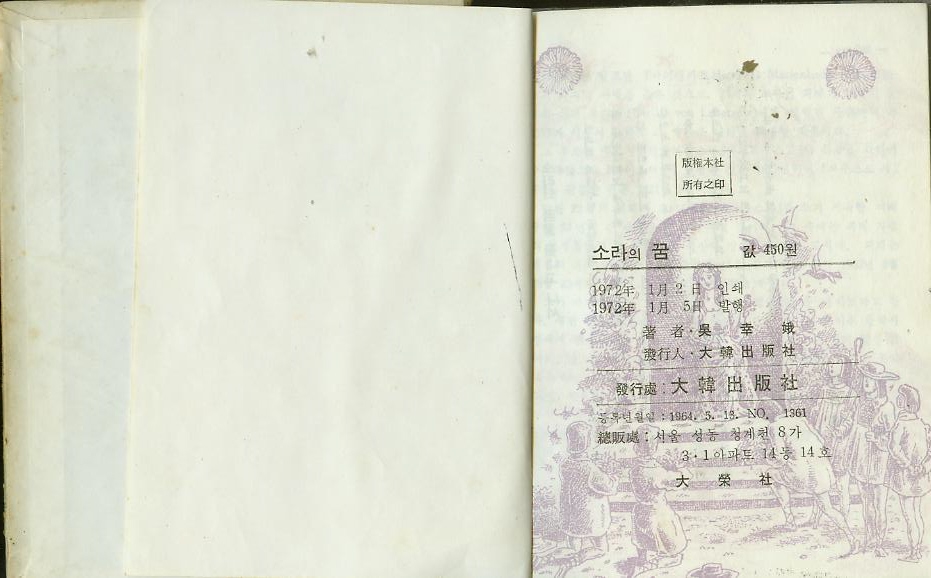 版権本社
所有之印
소라의 꿈 값 450원
1972年 1月 2日 인쇄
1972年 1月 5日 발행
著者·吳幸娥
發行人·大韓出版社
發行處:大韓出版社
등록년월일:1964. 5. 13. NO, 1361
總販處:서울 성동 청계천 8가
3·1아파트 14동 14호
大榮社